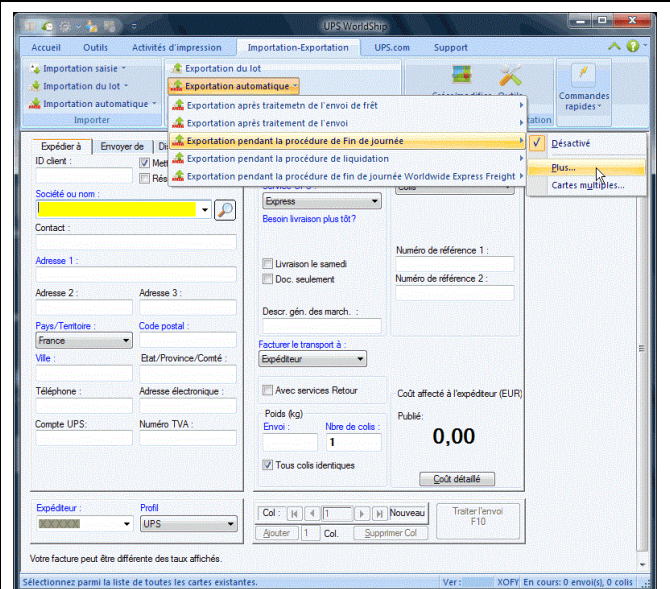 UPS WorldShip
Accueil Outils Activités d'impression Importation-Exportation UPS.com Support
Importation saisie
Importation du lot
Importation automatique
Importer
Exportation du lot
Exportation automatique
Commandes
rapides
Exportation après traitemetn de l'envoi de frêt
Exportation après traitement de l'envoi
Exportation pendant la procédure de Fin de journée
Exportation pendant la procédure de liquidation
Exportation pendant la procédure de fin de journée Worldwide Express Freight
Désactivé
Plus...
Cartes multiples...
Expédier à Envoyer de
ID client :
Société ou nom :
Contact :
Adresse 1 :
Adresse 2 : Adresse 3 :
Pays/Territoire : Code postal :
France
Ville : Etat/Province/Comté :
Téléphone : Adresse électronique :
Compte UPS: Numéro TVA :
Express
Besoin livraison plus tôt?
Livraison le samedi
Doc. seulement
Descr. gén. des march. :
Facturer le transport à :
Expéditeur
Avec services Retour
Poids (kg)
Envoi : Nbre de colis :
1
Tous colis identiques
Numéro de référence 1 :
Numéro de référence 2 :
Coût affecté à l'expéditeur (EUR)
Publié:
0,00
Coût détaillé
Expéditeur : Profil
XXXXX UPS
Col : 1 Nouveau
Ajouter 1 Col. Supprimer Col
Traiter l'envoi
F10
Votre facture peut être différente des taux affichés.
Sélectionnez parmi la liste de toutes les cartes existantes. Ver : XOFY En cours: 0 envoi(s), 0 colis